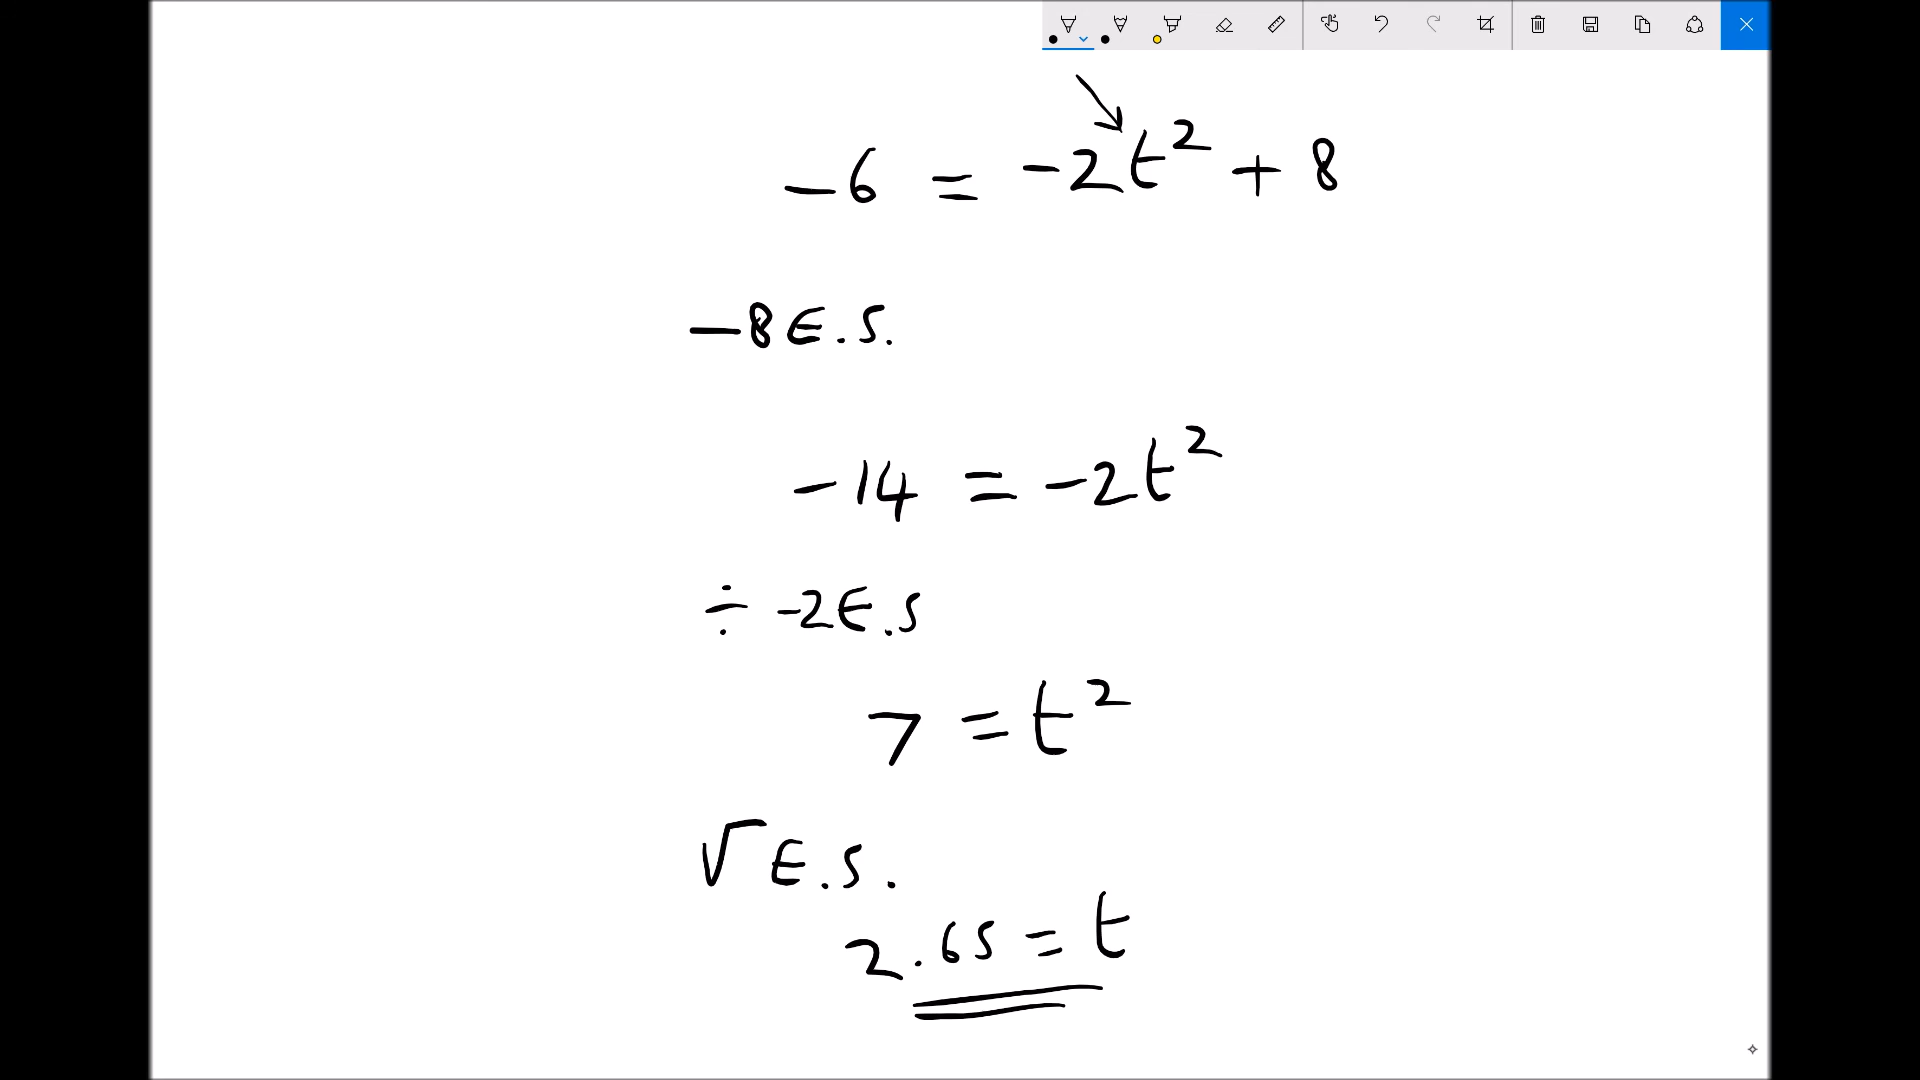 -6 = -2t² + 8
-8 E.S.
-14 = -2t²
÷ -2 E.S
7 = t²
√ E.S.
2.65 = t